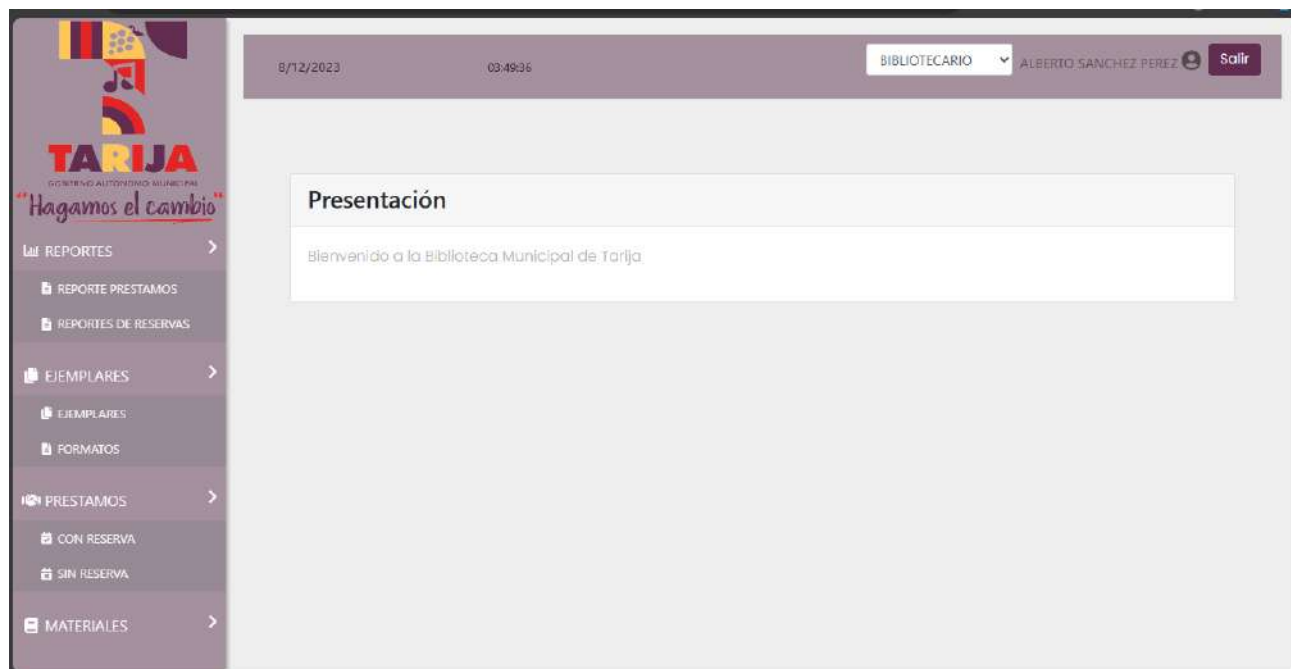 TARIJA
GOBIERNO AUTONOMO MUNICIPAL
"Hagamos el cambio"
REPORTES
REPORTE PRESTAMOS
REPORTES DE RESERVAS
EJEMPLARES
EJEMPLARES
FORMATOS
PRESTAMOS
CON RESERVA
SIN RESERVA
MATERIALES
8/12/2023 03:49:36 BIBLIOTECARIO ALBERTO SANCHEZ PEREZ Salir
Presentación
Bienvenido a la Biblioteca Municipal de Tarija